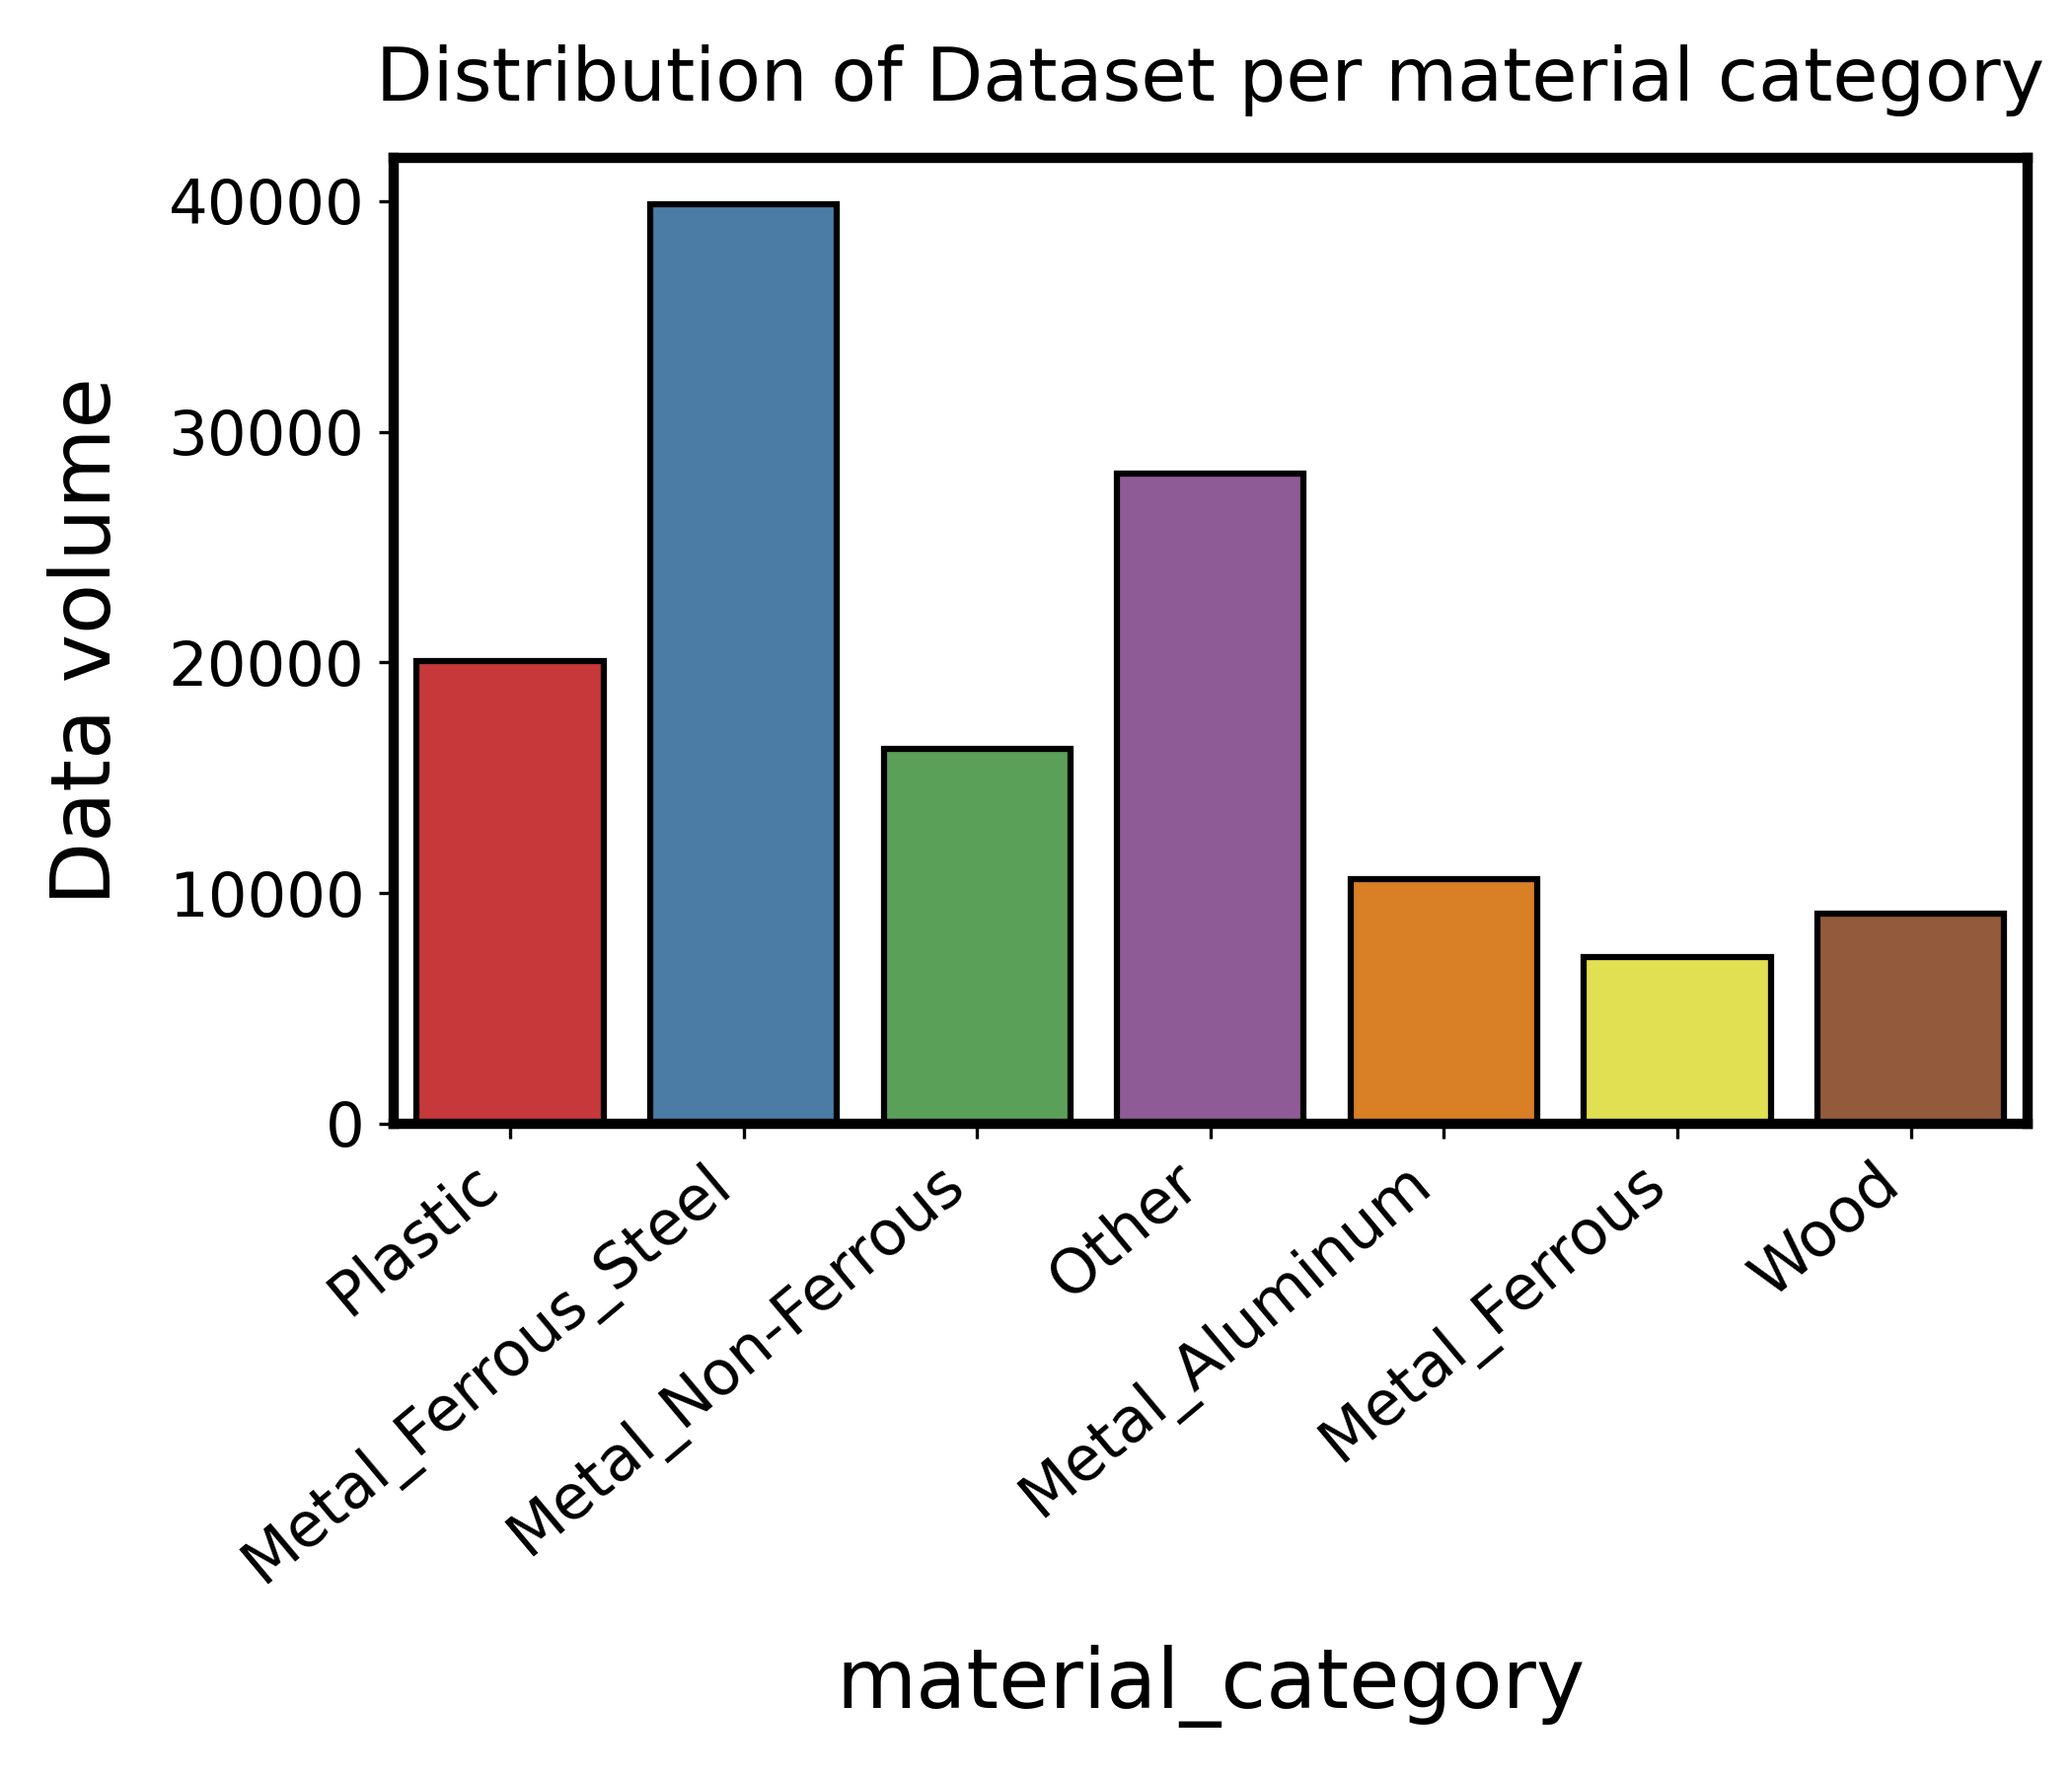 Distribution of Dataset per material category
Data volume
40000
30000
20000
10000
0
Plastic
Metal_Ferrous_Steel
Metal_Non-Ferrous
Other
Metal_Aluminum
Metal_Ferrous
Wood
material_category